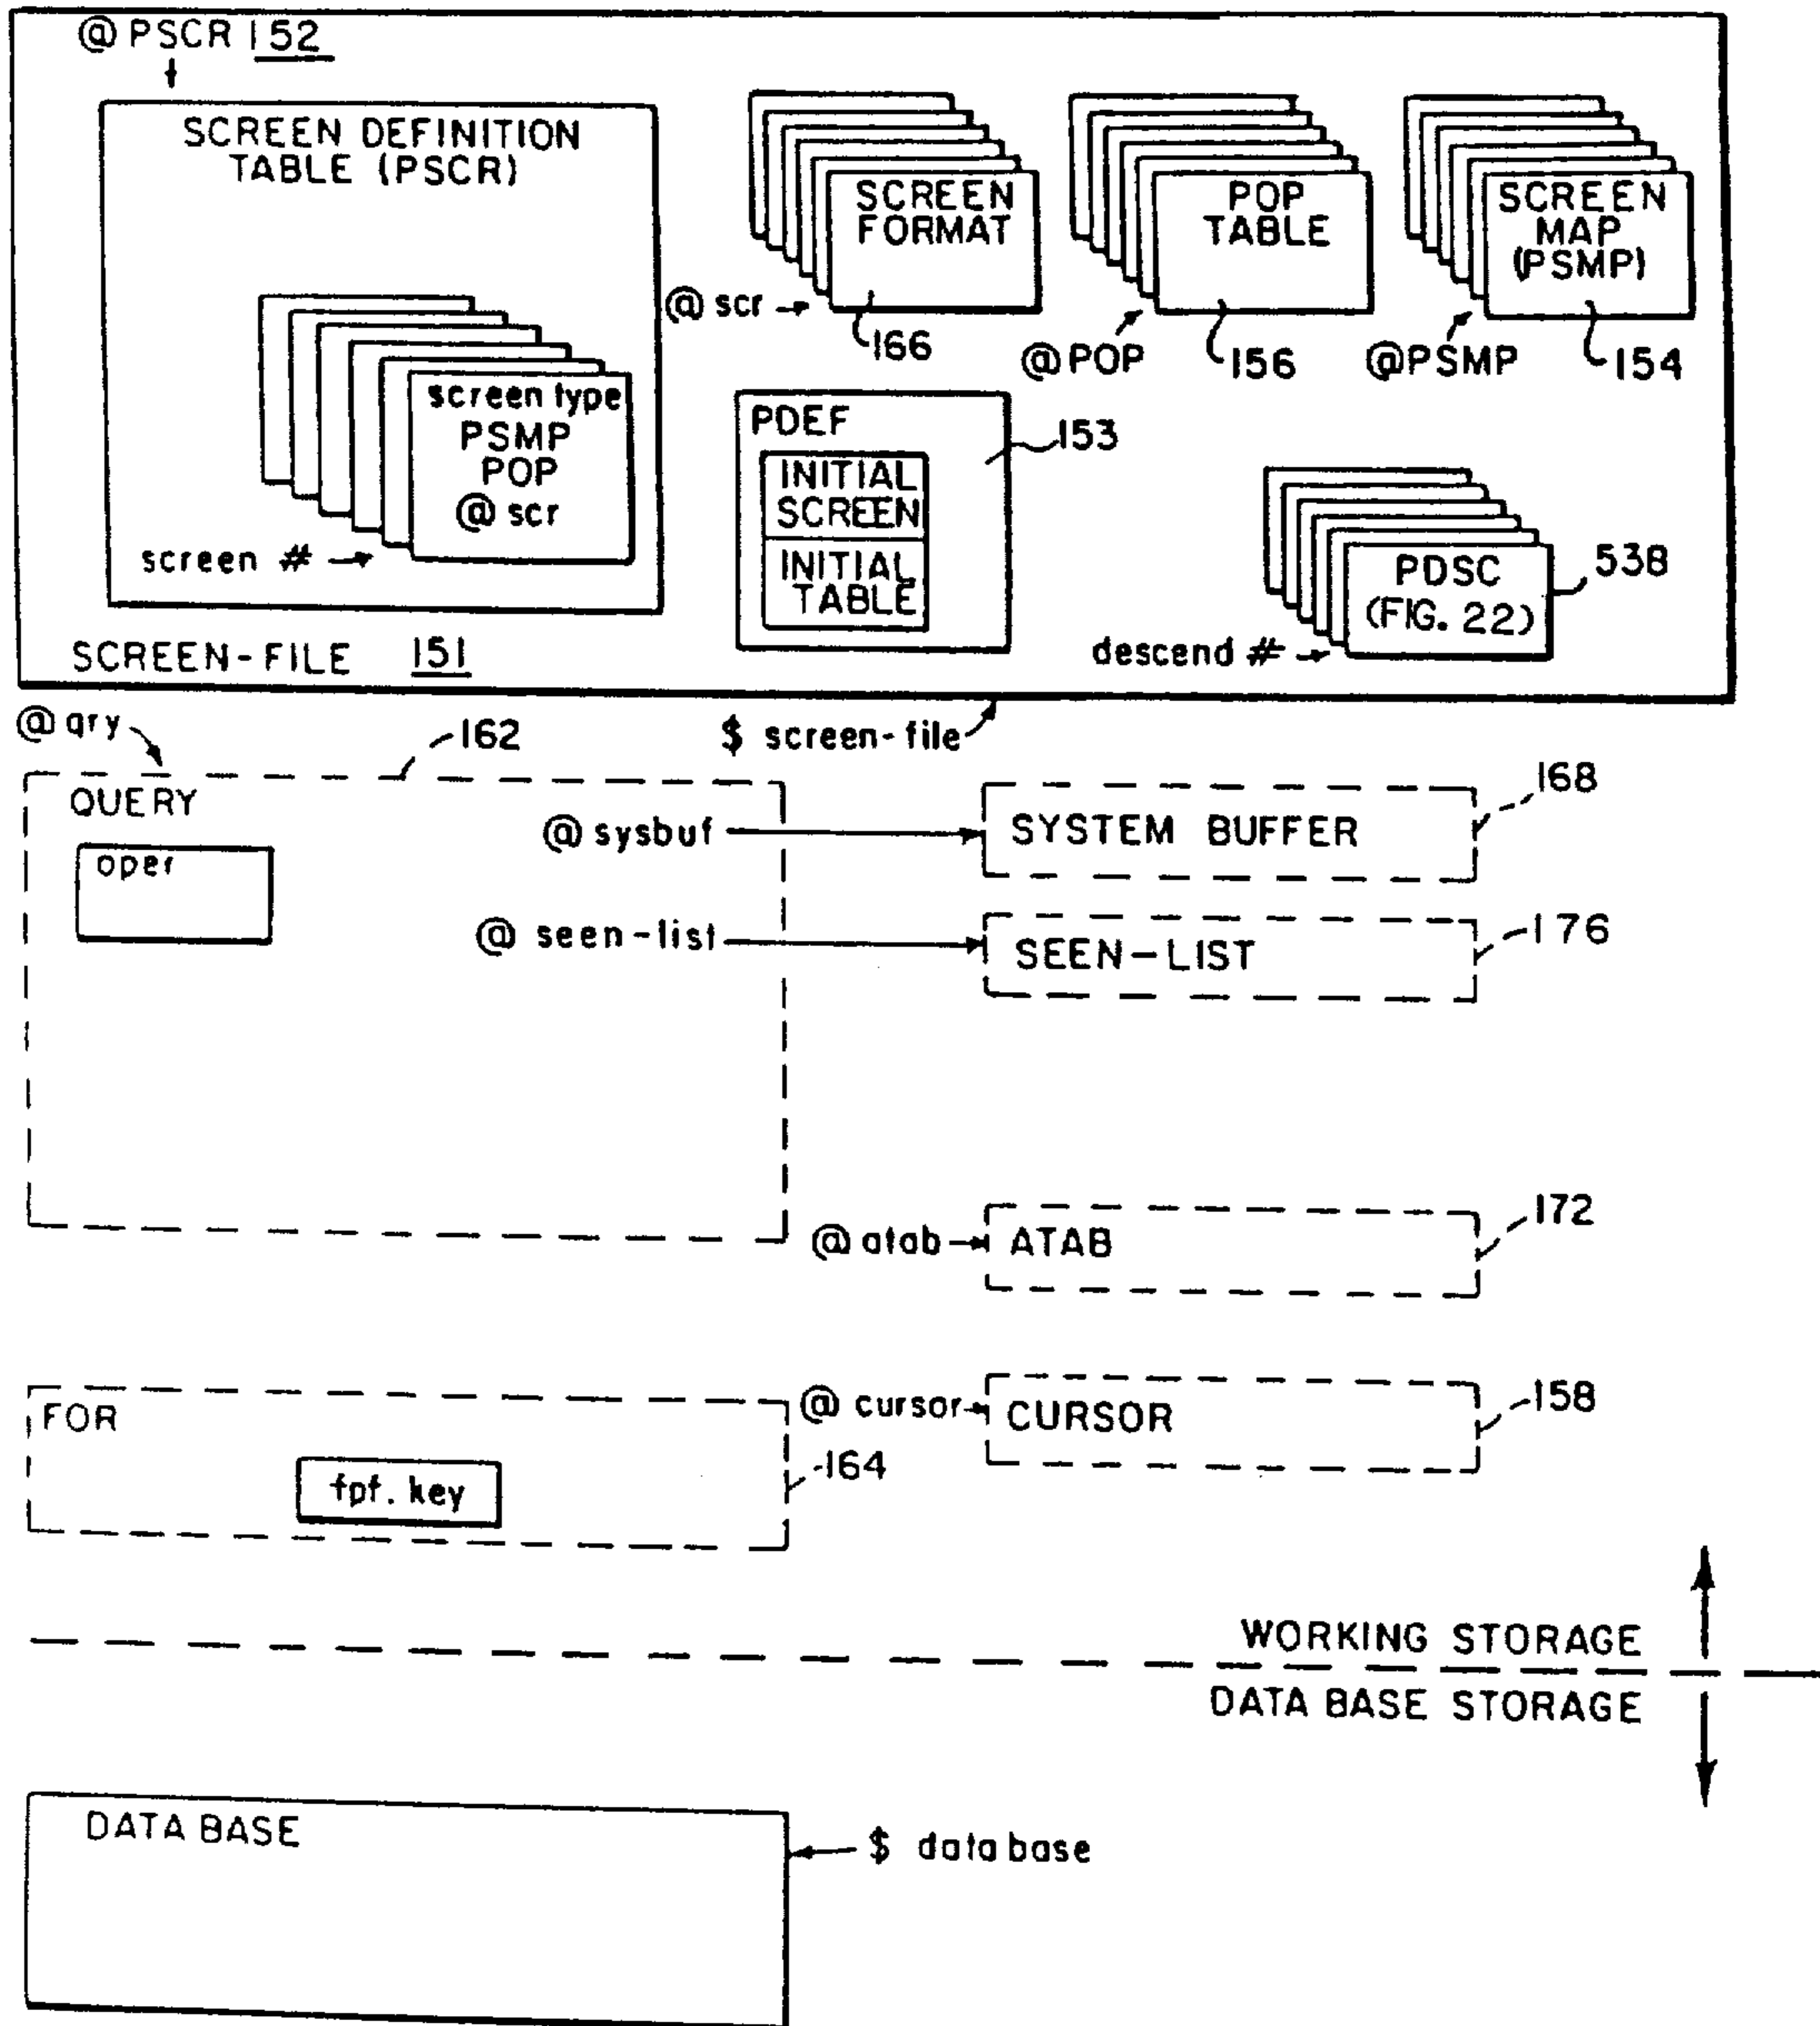 @ PSCR 152
SCREEN DEFINITION
TABLE (PSCR)
screen type
PSMP
POP
@ scr
screen #
SCREEN
FORMAT
@ scr
166
POP
TABLE
@POP
156
SCREEN
MAP
(PSMP)
@PSMP
154
PDEF
INITIAL
SCREEN
INITIAL
TABLE
153
PDSC
(FIG. 22)
538
descend #
SCREEN-FILE 151
$ screen-file
@ qry
162
QUERY
oper
@ sysbuf
SYSTEM BUFFER
168
@ seen-list
SEEN-LIST
176
@ atab
ATAB
172
FOR
fpf. key
164
@ cursor
CURSOR
158
WORKING STORAGE
DATA BASE STORAGE
DATA BASE
$ data base